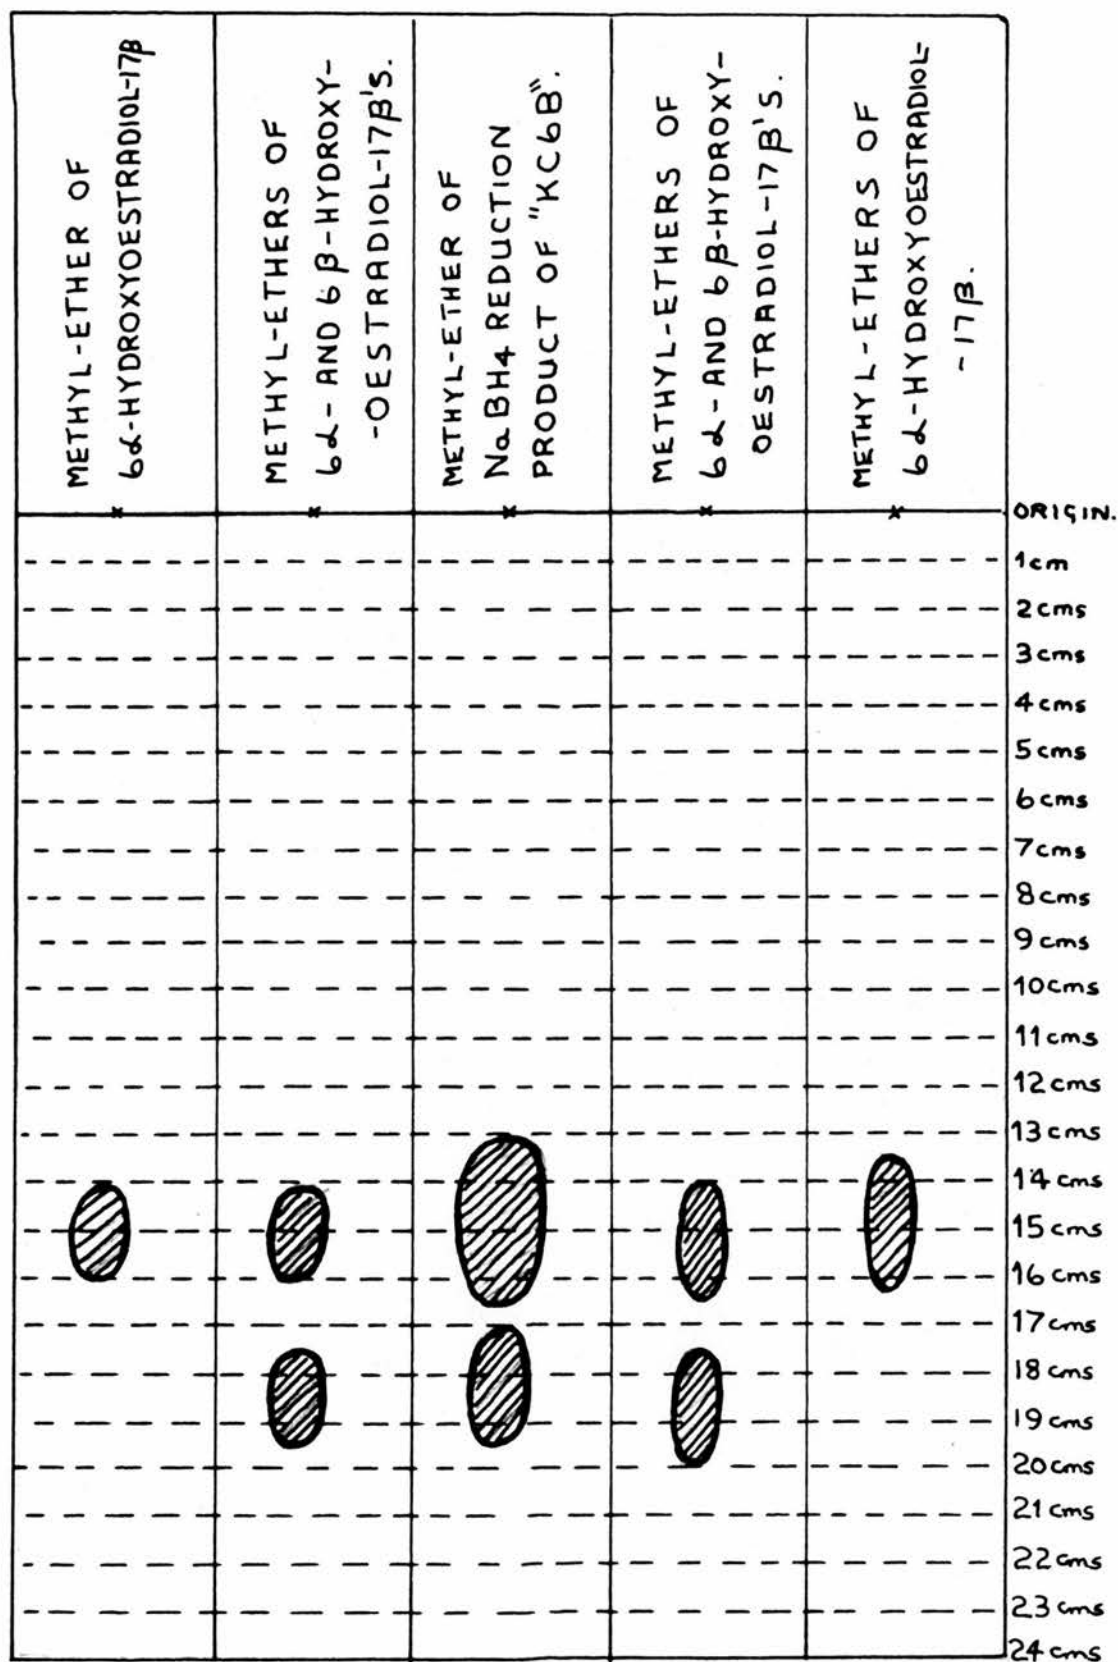 METHYL-ETHER OF
6α-HYDROXYOESTRADIOL-17β
METHYL-ETHERS OF
6α- AND 6β-HYDROXY-
-OESTRADIOL-17β'S.
METHYL-ETHER OF
NaBH4 REDUCTION
PRODUCT OF "KC6B".
METHYL-ETHERS OF
6α-AND 6β-HYDROXY-
OESTRADIOL-17β'S.
METHYL-ETHERS OF
6α-HYDROXYOESTRADIOL-
-17β.
ORIGIN.
1cm
2cms
3cms
4cms
5cms
6cms
7cms
8cms
9cms
10cms
11cms
12cms
13cms
14cms
15cms
16cms
17cms
18cms
19cms
20cms
21cms
22cms
23cms
24cms